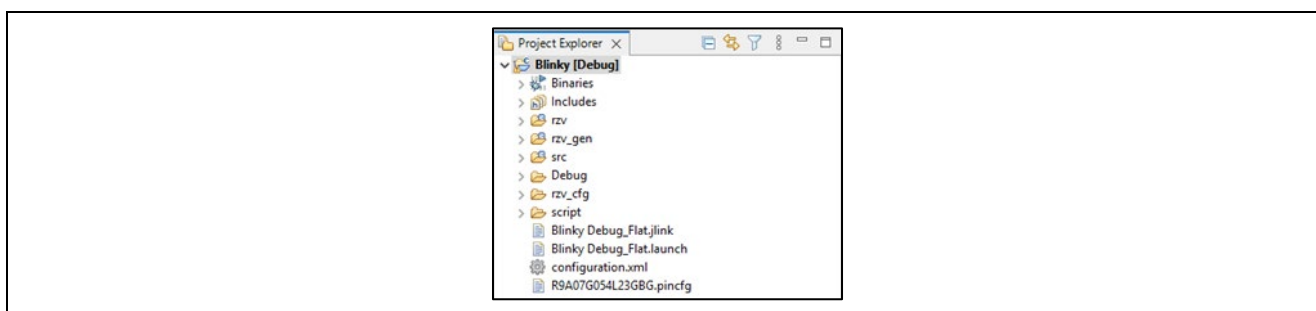 Project Explorer
Blinky [Debug]
Binaries
Includes
rzv
rzv_gen
src
Debug
rzv_cfg
script
Blinky Debug_Flat.jlink
Blinky Debug_Flat.launch
configuration.xml
R9A07G054L23GBG.pincfg